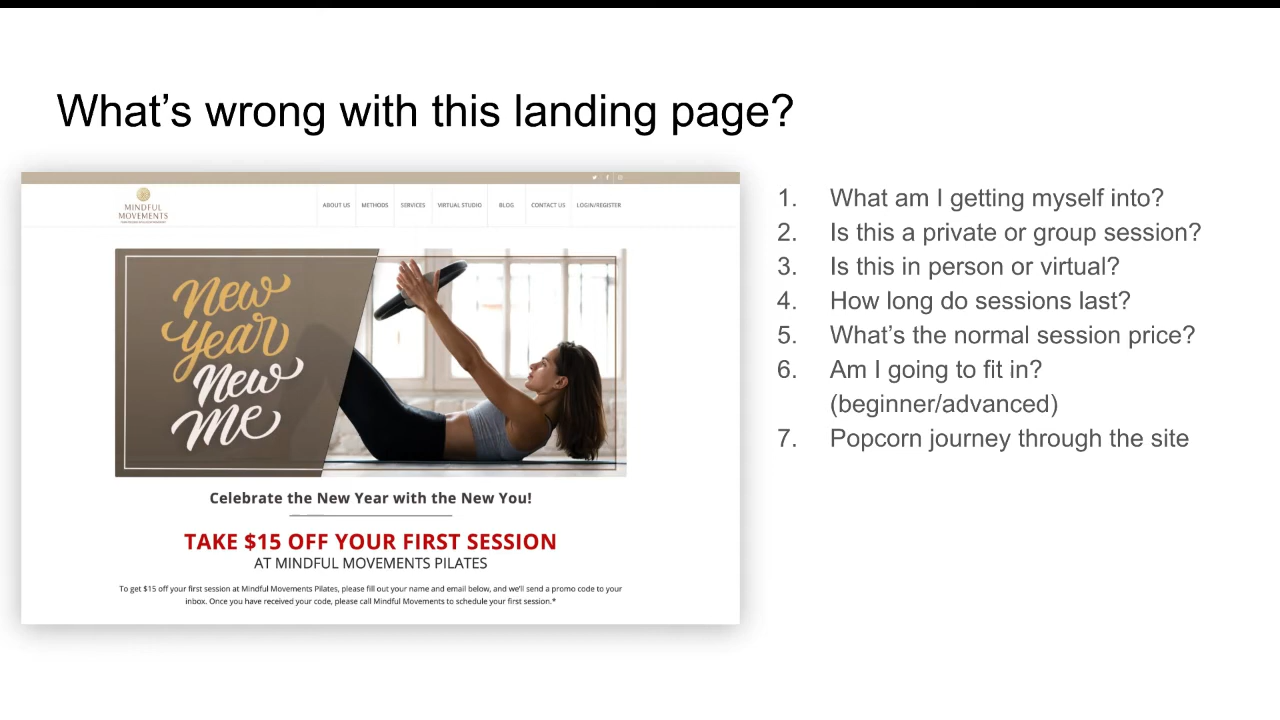 What's wrong with this landing page?
MINDFUL
MOVEMENTS
ABOUT US METHODS SERVICES VIRTUAL STUDIO BLOG CONTACT US LOGIN/REGISTER
New
Year
New
Me
Celebrate the New Year with the New You!
TAKE $15 OFF YOUR FIRST SESSION
AT MINDFUL MOVEMENTS PILATES
To get $15 off your first session at Mindful Movements Pilates, please fill out your name and email below, and we'll send a promo code to your
inbox. Once you have received your code, please call Mindful Movements to schedule your first session.*
1. What am I getting myself into?
2. Is this a private or group session?
3. Is this in person or virtual?
4. How long do sessions last?
5. What's the normal session price?
6. Am I going to fit in?
(beginner/advanced)
7. Popcorn journey through the site